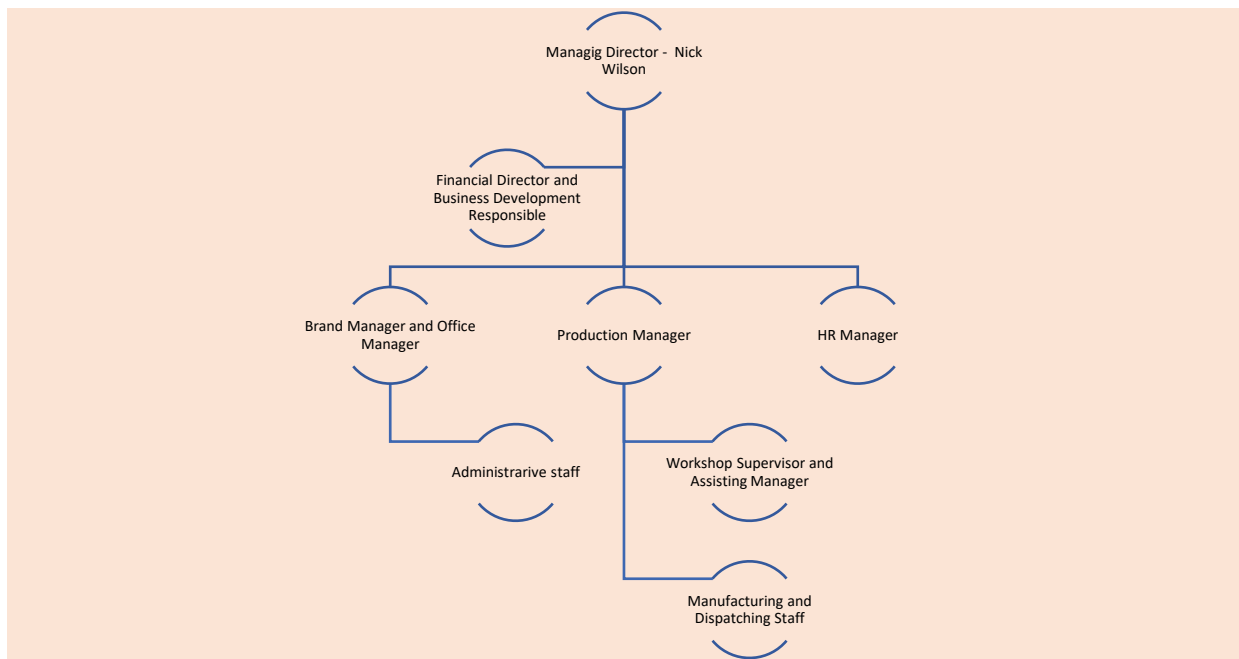 Managig Director -  Nick
Wilson
Financial Director and
Business Development
Responsible
Brand Manager and Office
Manager
Production Manager
HR Manager
Administrarive staff
Workshop Supervisor and
Assisting Manager
Manufacturing and
Dispatching Staff